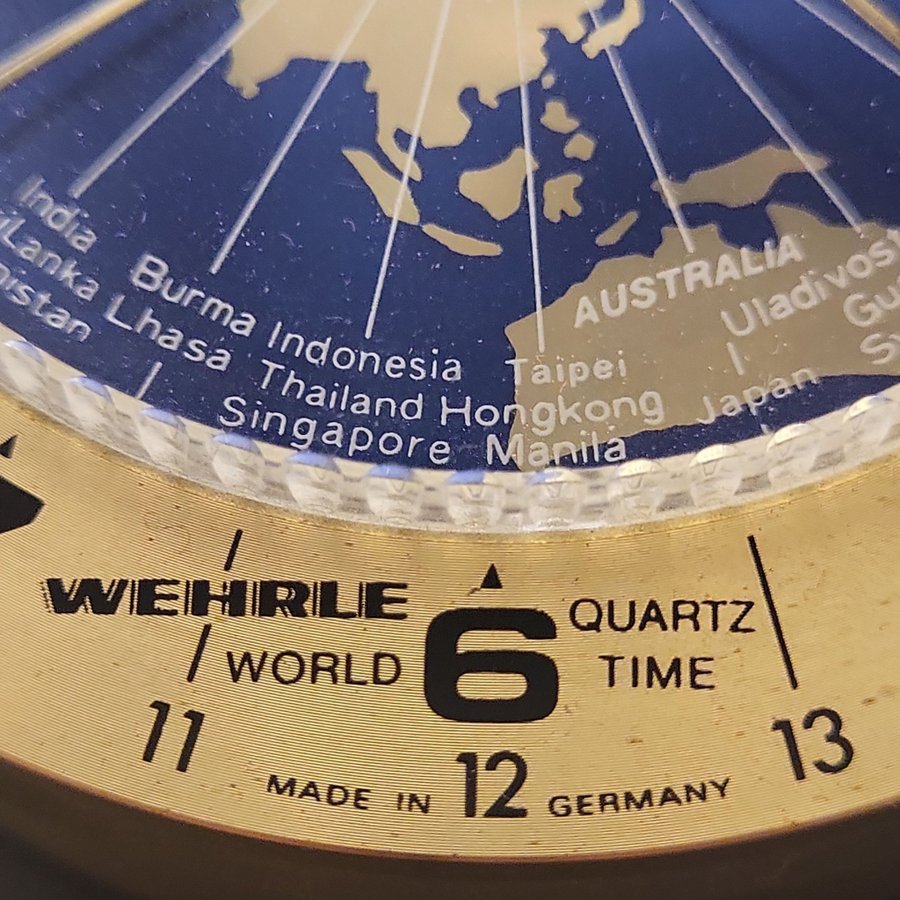 India
Lanka
Burma
Lhasa
Indonesia
Thailand
Singapore
Taipei
Hongkong
Manila
AUSTRALIA
Japan
WEHRLE
WORLD
6
QUARTZ
TIME
11
12
13
MADE IN GERMANY